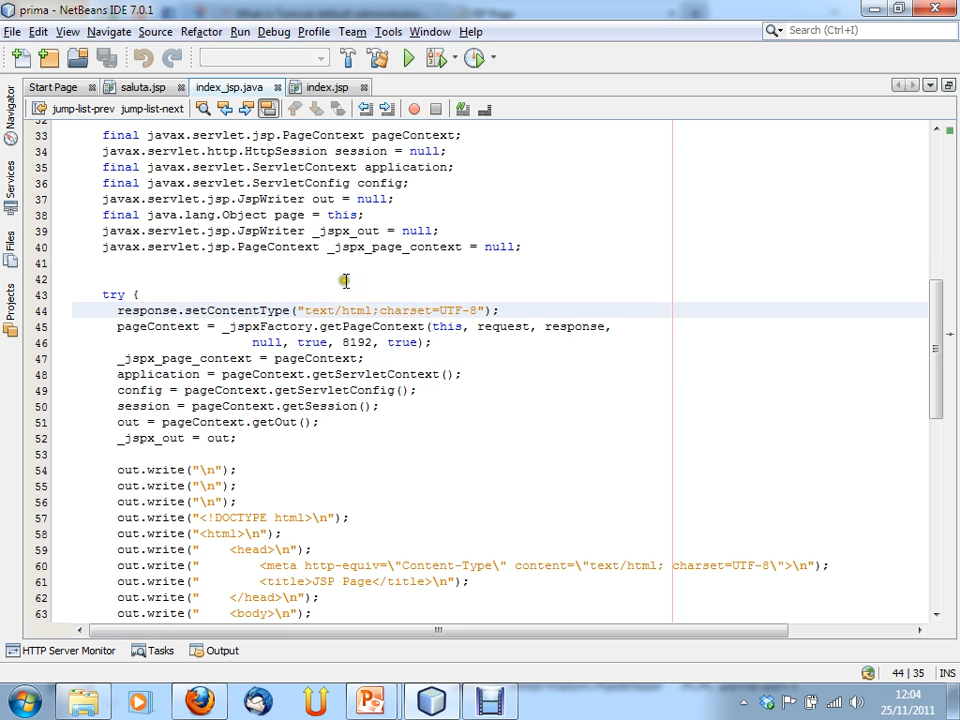 prima - NetBeans IDE 7.0.1
File Edit View Navigate Source Refactor Run Debug Profile Team Tools Window Help
Search (Ctrl+I)
Start Page saluta.jsp index_jsp.java index.jsp
jump-list-prev jump-list-next
Navigator
Services
Files
Projects
33 final javax.servlet.jsp.PageContext pageContext;
34 javax.servlet.http.HttpSession session = null;
35 final javax.servlet.ServletContext application;
36 final javax.servlet.ServletConfig config;
37 javax.servlet.jsp.JspWriter out = null;
38 final java.lang.Object page = this;
39 javax.servlet.jsp.JspWriter _jspx_out = null;
40 javax.servlet.jsp.PageContext _jspx_page_context = null;
41
42
43 try {
44 response.setContentType("text/html;charset=UTF-8");
45 pageContext = _jspxFactory.getPageContext(this, request, response,
46 null, true, 8192, true);
47 _jspx_page_context = pageContext;
48 application = pageContext.getServletContext();
49 config = pageContext.getServletConfig();
50 session = pageContext.getSession();
51 out = pageContext.getOut();
52 _jspx_out = out;
53
54 out.write("\n");
55 out.write("\n");
56 out.write("\n");
57 out.write("<!DOCTYPE html>\n");
58 out.write("<html>\n");
59 out.write("    <head>\n");
60 out.write("        <meta http-equiv=\"Content-Type\" content=\"text/html; charset=UTF-8\">\n");
61 out.write("        <title>JSP Page</title>\n");
62 out.write("    </head>\n");
63 out.write("    <body>\n");
HTTP Server Monitor Tasks Output
44 | 35 INS
12:04
25/11/2011